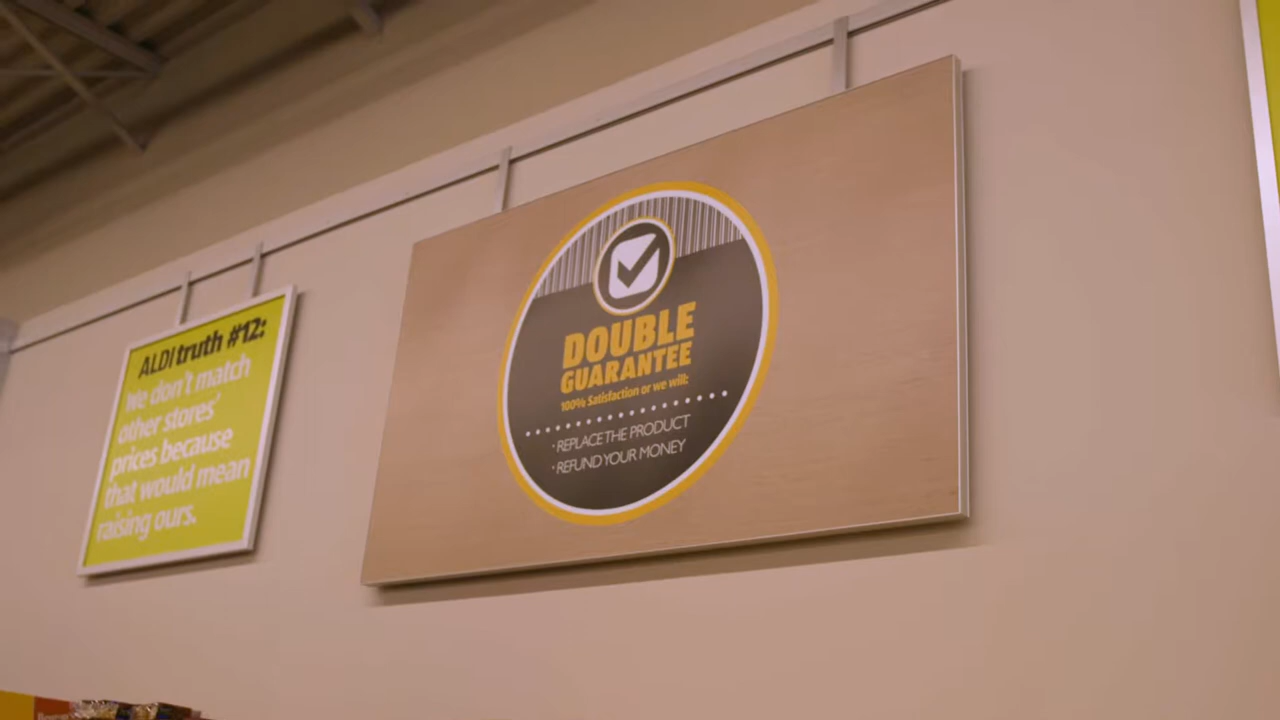 ALDI truth #12:
We don't match
other stores'
prices because
that would mean
raising ours.
DOUBLE
GUARANTEE
100% Satisfaction or we will:
· REPLACE THE PRODUCT
· REFUND YOUR MONEY